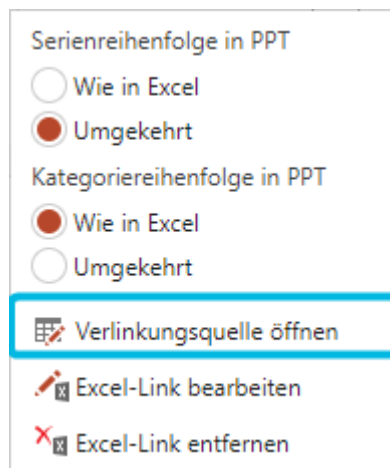 Serienreihenfolge in PPT
Wie in Excel
Umgekehrt
Kategoriereihenfolge in PPT
Wie in Excel
Umgekehrt
Verlinkungsquelle öffnen
Excel-Link bearbeiten
Excel-Link entfernen